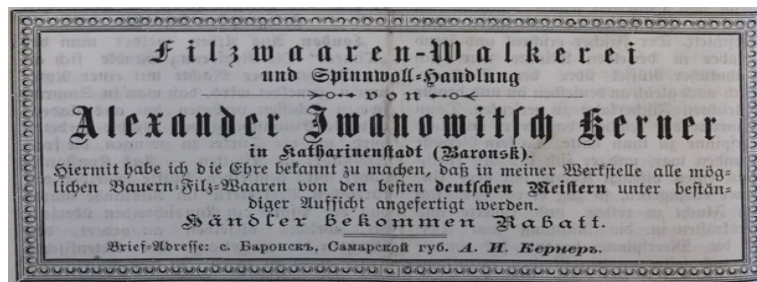 Filzwaaren-Walkerei
und Spinnwoll-Handlung
von
Alexander Iwanowitsch Kerner
in Katharinenstadt (Baronsk).
Hiermit habe ich die Ehre bekannt zu machen, daß in meiner Werkstelle alle mög-
lichen Bauern-Filz-Waaren von den besten deutschen Meistern unter bestän-
diger Aufsicht angefertigt werden.
Händler bekommen Rabatt.
Brief-Adresse: с. Баронскъ, Самарской губ. А. И. Кернеръ.